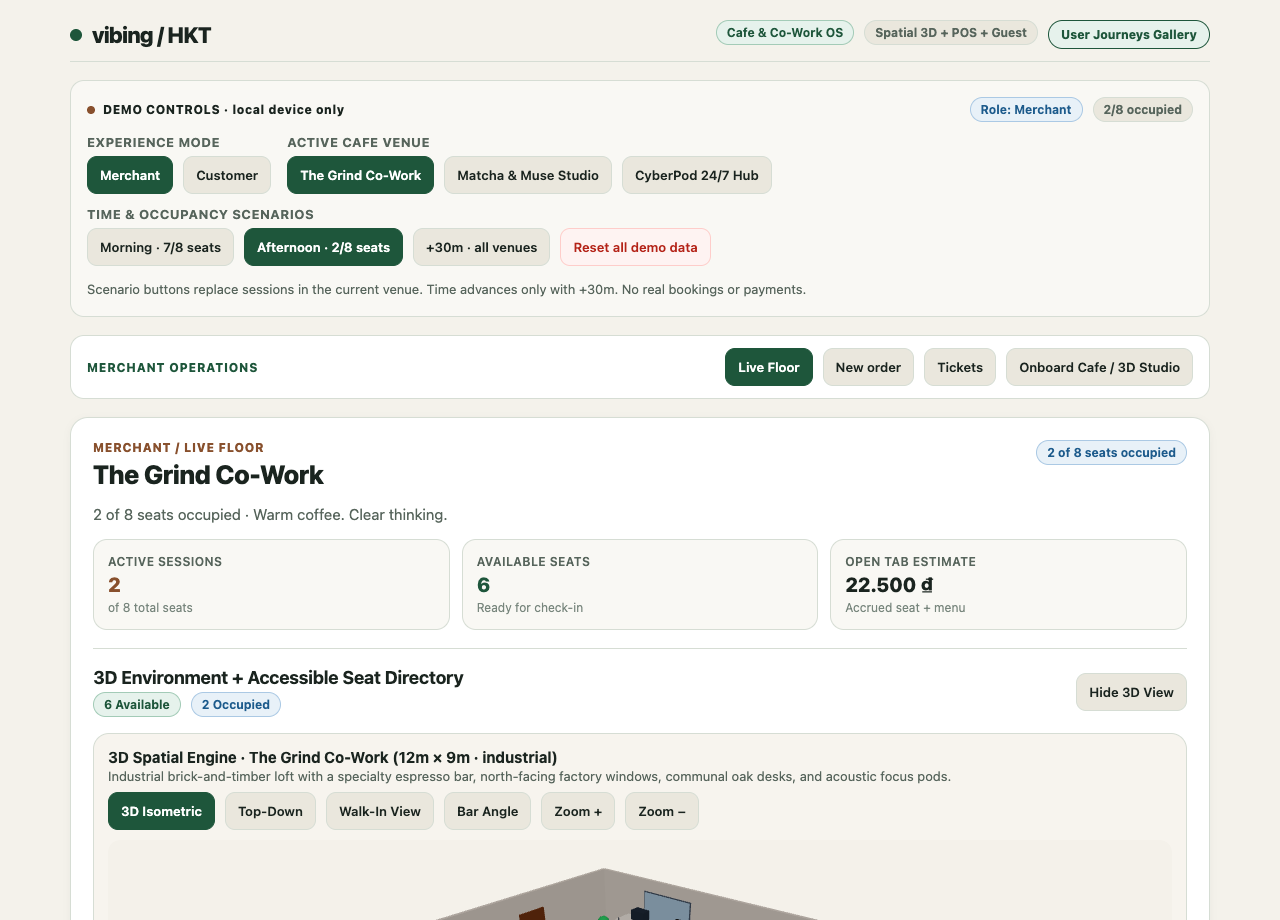 vibing / HKT
Cafe & Co-Work OS
Spatial 3D + POS + Guest
User Journeys Gallery
DEMO CONTROLS · local device only
Role: Merchant
2/8 occupied
EXPERIENCE MODE
ACTIVE CAFE VENUE
Merchant
Customer
The Grind Co-Work
Matcha & Muse Studio
CyberPod 24/7 Hub
TIME & OCCUPANCY SCENARIOS
Morning · 7/8 seats
Afternoon · 2/8 seats
+30m · all venues
Reset all demo data
Scenario buttons replace sessions in the current venue. Time advances only with +30m. No real bookings or payments.
MERCHANT OPERATIONS
Live Floor
New order
Tickets
Onboard Cafe / 3D Studio
MERCHANT / LIVE FLOOR
The Grind Co-Work
2 of 8 seats occupied
2 of 8 seats occupied · Warm coffee. Clear thinking.
ACTIVE SESSIONS
2
of 8 total seats
AVAILABLE SEATS
6
Ready for check-in
OPEN TAB ESTIMATE
22.500 ₫
Accrued seat + menu
3D Environment + Accessible Seat Directory
6 Available
2 Occupied
Hide 3D View
3D Spatial Engine · The Grind Co-Work (12m × 9m · industrial)
Industrial brick-and-timber loft with a specialty espresso bar, north-facing factory windows, communal oak desks, and acoustic focus pods.
3D Isometric
Top-Down
Walk-In View
Bar Angle
Zoom +
Zoom −